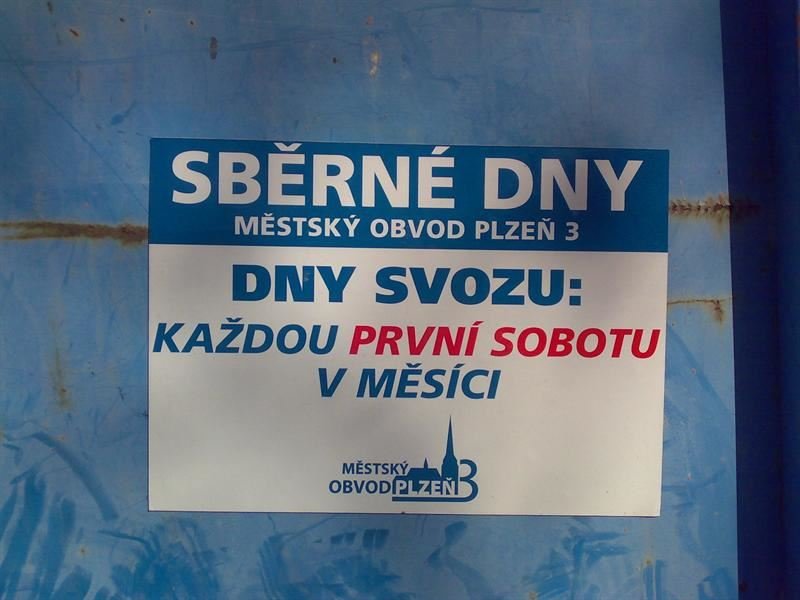 SBĚRNÉ DNY
MĚSTSKÝ OBVOD PLZEŇ 3
DNY SVOZU:
KAŽDOU PRVNÍ SOBOTU
V MĚSÍCI
MĚSTSKÝ
OBVOD PLZEŇ 3